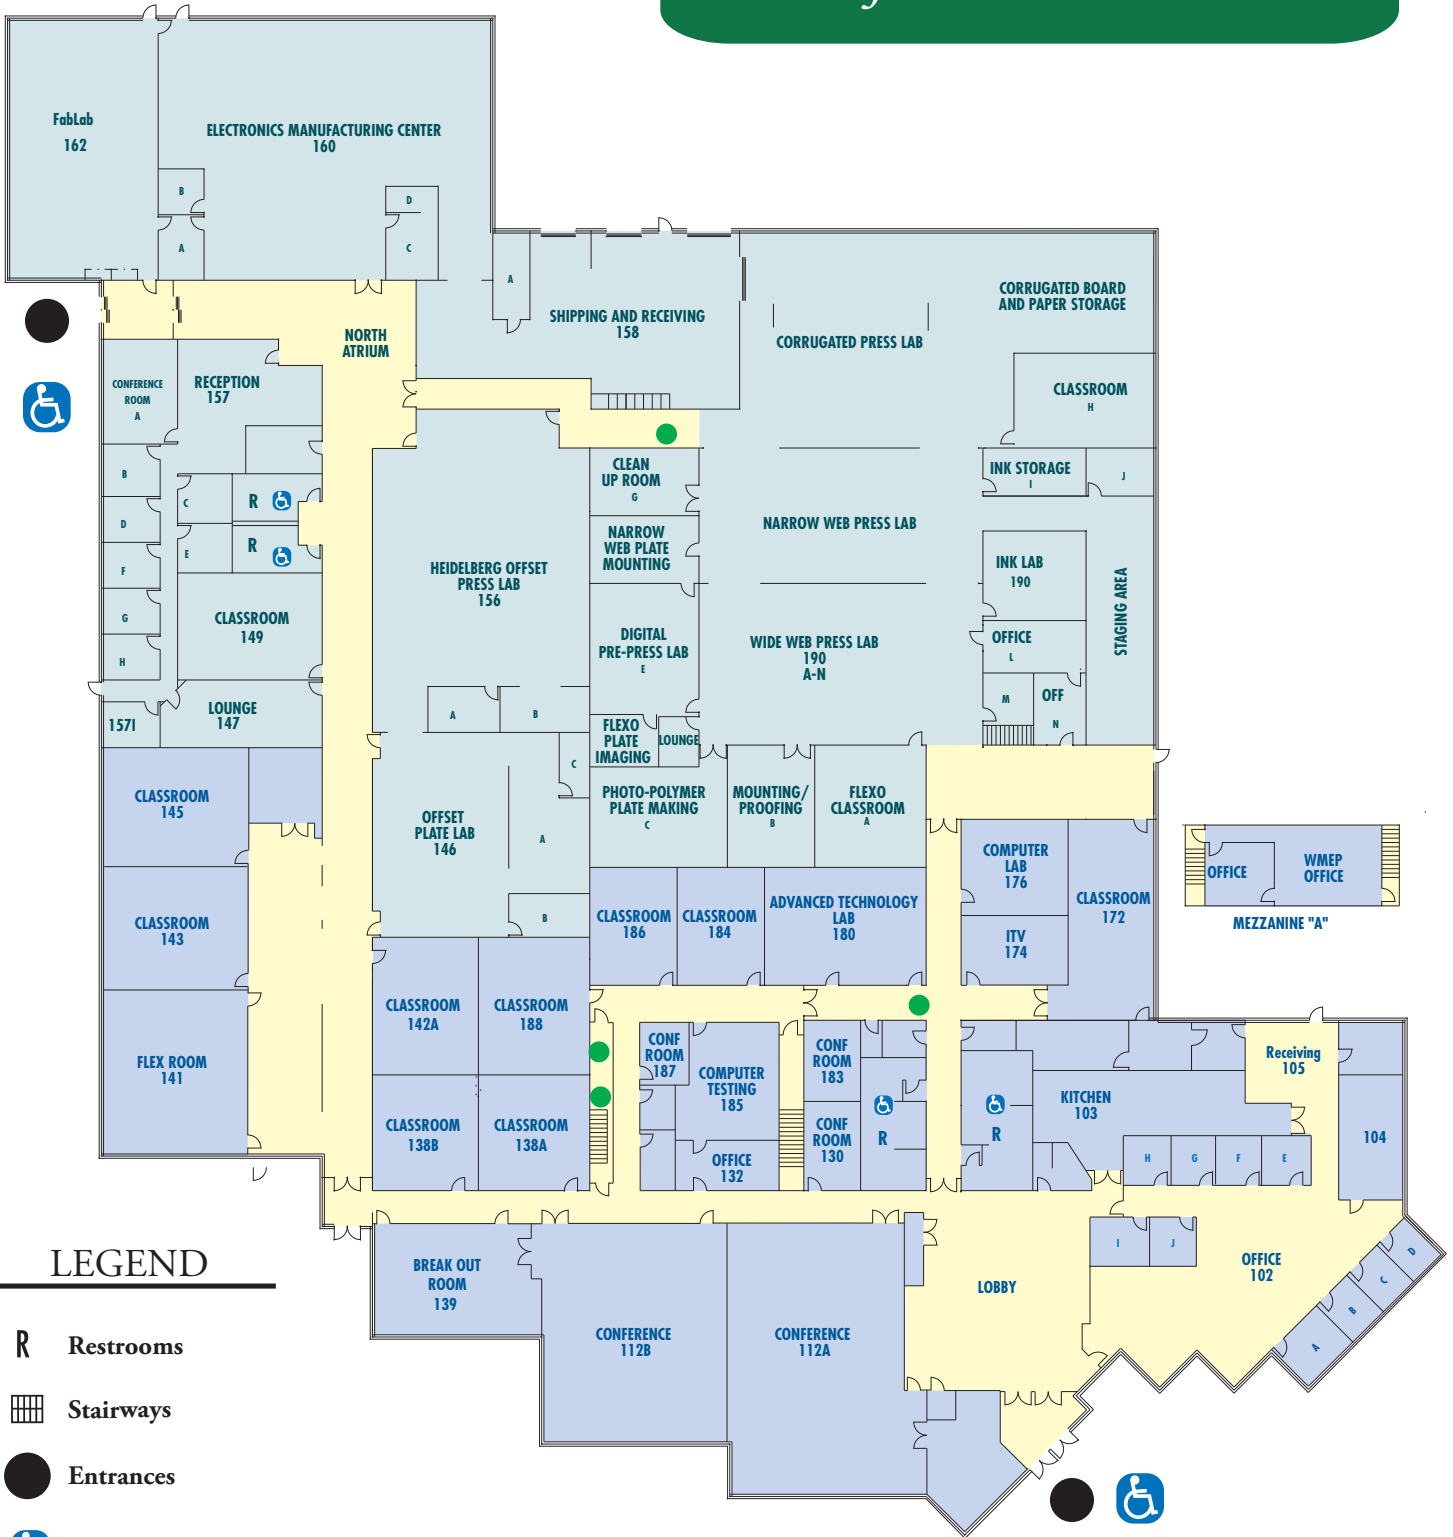 FabLab
162
ELECTRONICS MANUFACTURING CENTER
160
B
A
D
C
A
SHIPPING AND RECEIVING
158
CORRUGATED BOARD
AND PAPER STORAGE
CORRUGATED PRESS LAB
NORTH
ATRIUM
CONFERENCE
ROOM
A
RECEPTION
157
CLASSROOM
H
B
C
R
D
E
R
F
G
H
CLEAN
UP ROOM
G
INK STORAGE
I
J
NARROW
WEB PLATE
MOUNTING
NARROW WEB PRESS LAB
HEIDELBERG OFFSET
PRESS LAB
156
INK LAB
190
STAGING AREA
CLASSROOM
149
DIGITAL
PRE-PRESS LAB
E
WIDE WEB PRESS LAB
190
A-N
OFFICE
L
M
OFF
N
LOUNGE
147
157I
A
B
FLEXO
PLATE
IMAGING
LOUNGE
C
CLASSROOM
145
OFFSET
PLATE LAB
146
A
B
PHOTO-POLYMER
PLATE MAKING
C
MOUNTING/
PROOFING
B
FLEXO
CLASSROOM
A
COMPUTER
LAB
176
CLASSROOM
172
OFFICE
WMEP
OFFICE
MEZZANINE "A"
CLASSROOM
143
CLASSROOM
186
CLASSROOM
184
ADVANCED TECHNOLOGY
LAB
180
ITV
174
CLASSROOM
142A
CLASSROOM
188
FLEX ROOM
141
CONF
ROOM
187
COMPUTER
TESTING
185
CONF
ROOM
183
Receiving
105
KITCHEN
103
CLASSROOM
138B
CLASSROOM
138A
OFFICE
132
CONF
ROOM
130
R
R
104
H
G
F
E
I
J
OFFICE
102
D
C
B
A
BREAK OUT
ROOM
139
LOBBY
CONFERENCE
112B
CONFERENCE
112A
LEGEND
R Restrooms
Stairways
Entrances